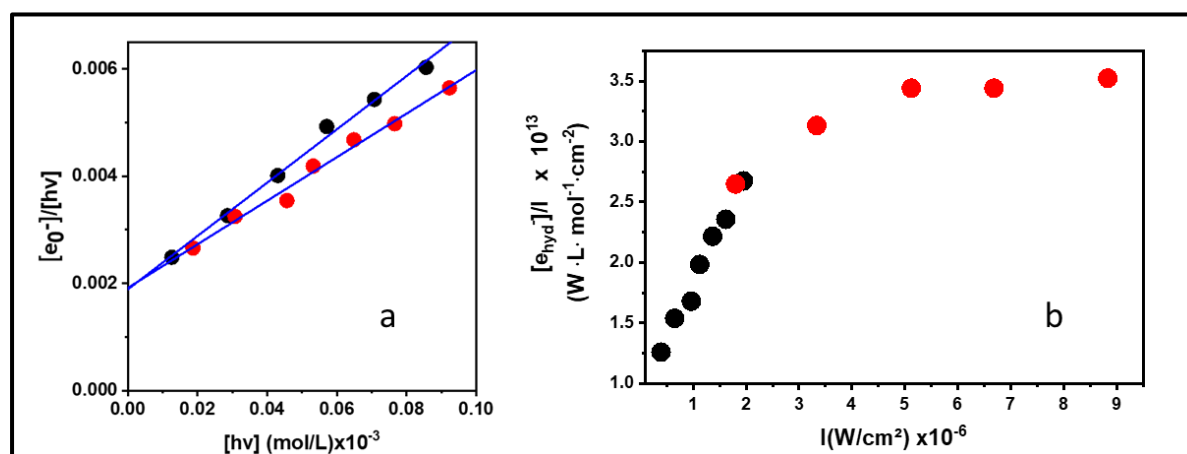 0.006
0.004
0.002
0.000
[e₀-]/[hv]
a
0.00 0.02 0.04 0.06 0.08 0.10
[hv] (mol/L)x10⁻³
3.5
3.0
2.5
2.0
1.5
1.0
[e_hyd⁻]/I x 10¹³
(W ·L· mol⁻¹·cm⁻²)
b
1 2 3 4 5 6 7 8 9
I(W/cm²) x10⁻⁶